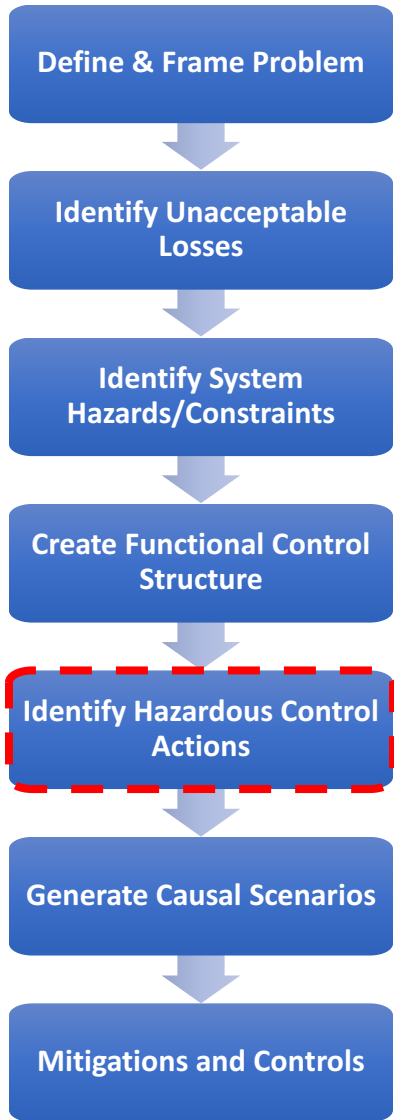 Define & Frame Problem
Identify Unacceptable
Losses
Identify System
Hazards/Constraints
Create Functional Control
Structure
Identify Hazardous Control
Actions
Generate Causal Scenarios
Mitigations and Controls